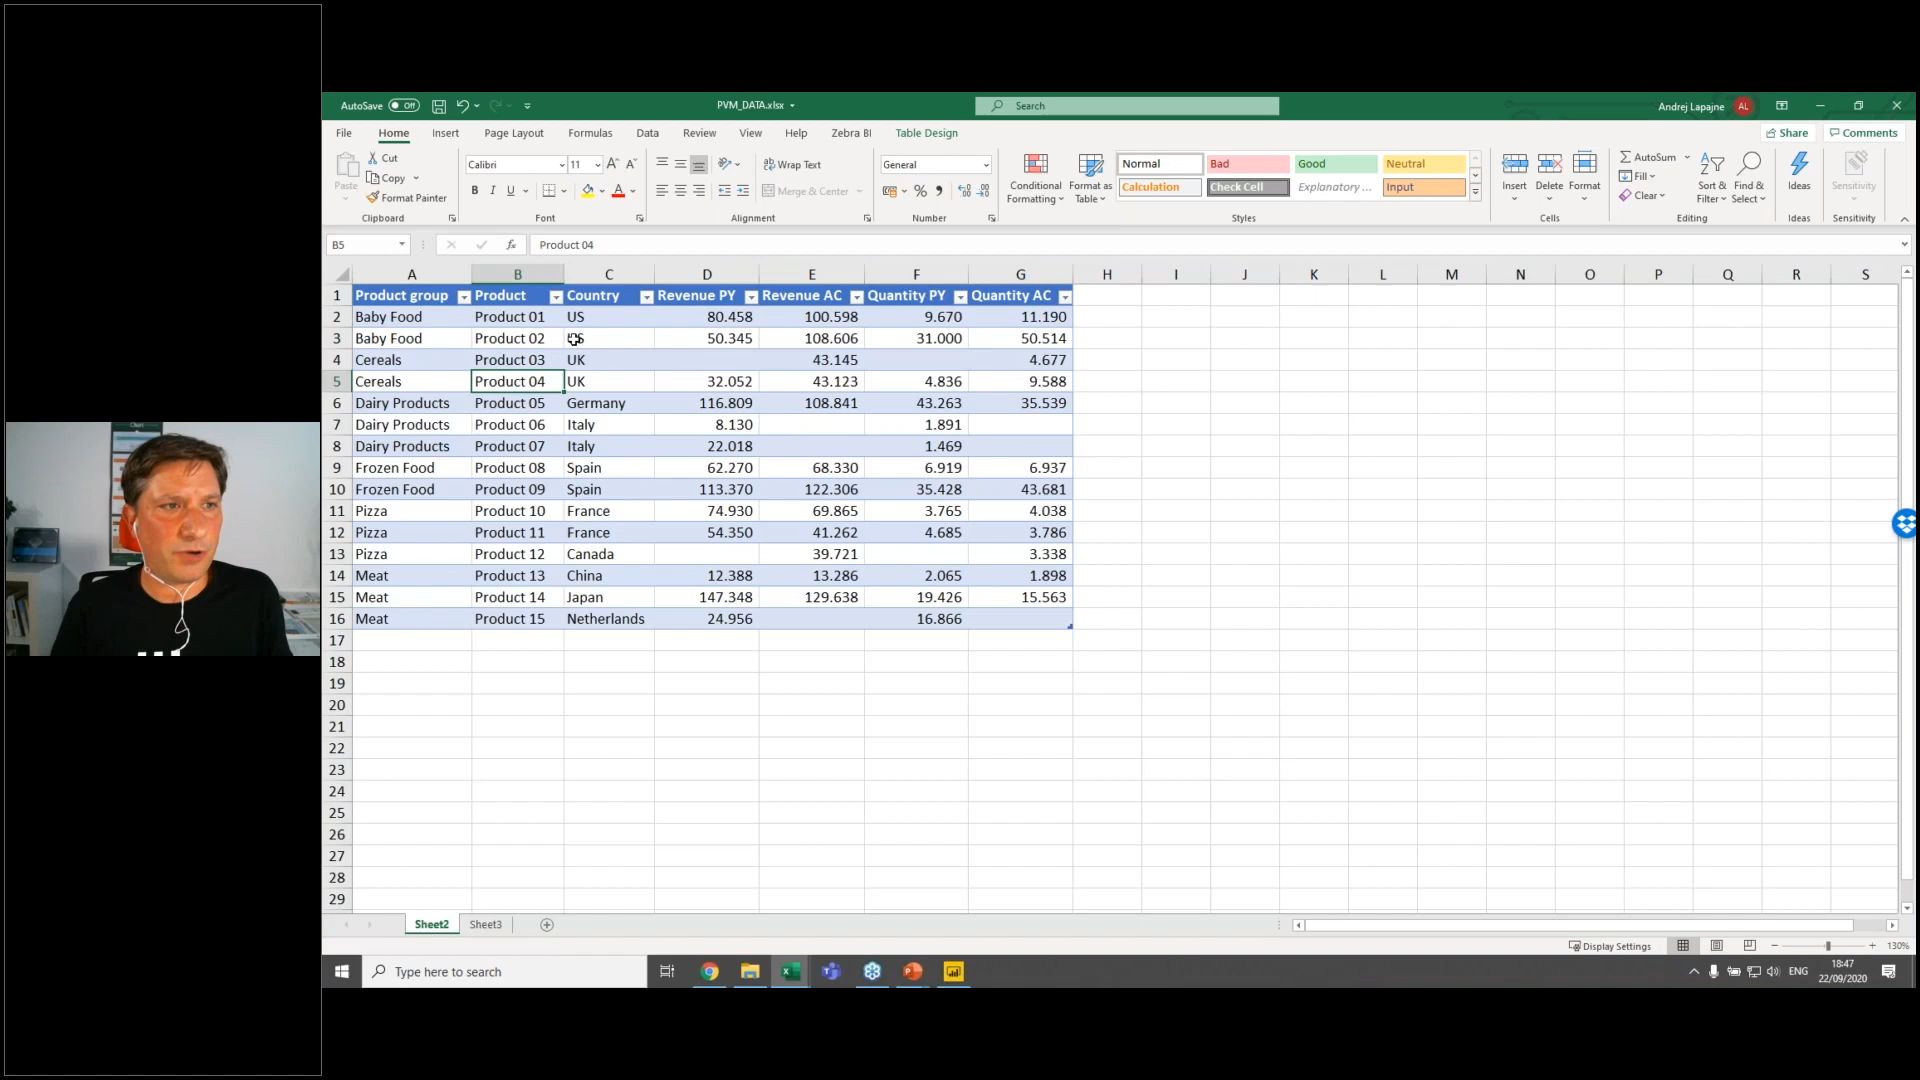 AutoSave Off PVM_DATA.xlsx Search Andrej Lapajne AL
File Home Insert Page Layout Formulas Data Review View Help Zebra BI Table Design Share Comments
Paste Cut Copy Format Painter Clipboard
Calibri 11 A A B I U A Font
Wrap Text Merge & Center Alignment
General % Number
Conditional Formatting Format as Table Normal Bad Good Neutral Calculation Check Cell Explanatory ... Input Styles
Insert Delete Format Cells
AutoSum Fill Clear Sort & Filter Find & Select Editing
Ideas Ideas Sensitivity Sensitivity
B5 fx Product 04
A B C D E F G H I J K L M N O P Q R S
1 Product group Product Country Revenue PY Revenue AC Quantity PY Quantity AC
2 Baby Food Product 01 US 80.458 100.598 9.670 11.190
3 Baby Food Product 02 50.345 108.606 31.000 50.514
4 Cereals Product 03 UK 43.145 4.677
5 Cereals Product 04 UK 32.052 43.123 4.836 9.588
6 Dairy Products Product 05 Germany 116.809 108.841 43.263 35.539
7 Dairy Products Product 06 Italy 8.130 1.891
8 Dairy Products Product 07 Italy 22.018 1.469
9 Frozen Food Product 08 Spain 62.270 68.330 6.919 6.937
10 Frozen Food Product 09 Spain 113.370 122.306 35.428 43.681
11 Pizza Product 10 France 74.930 69.865 3.765 4.038
12 Pizza Product 11 France 54.350 41.262 4.685 3.786
13 Pizza Product 12 Canada 39.721 3.338
14 Meat Product 13 China 12.388 13.286 2.065 1.898
15 Meat Product 14 Japan 147.348 129.638 19.426 15.563
16 Meat Product 15 Netherlands 24.956 16.866
17
18
19
20
21
22
23
24
25
26
27
28
29
Sheet2 Sheet3
Display Settings 130%
Type here to search ENG 18:47
22/09/2020